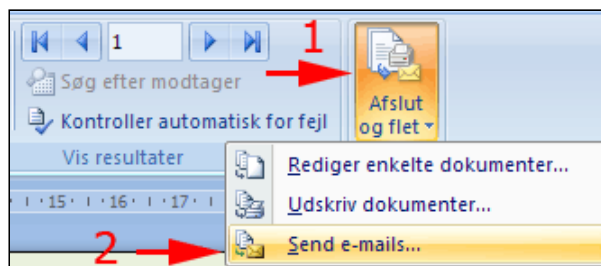 1
1
Søg efter modtager
Kontroller automatisk for fejl
Afslut
og flet
Vis resultater
Rediger enkelte dokumenter...
15 16 17
Udskriv dokumenter...
2
Send e-mails...